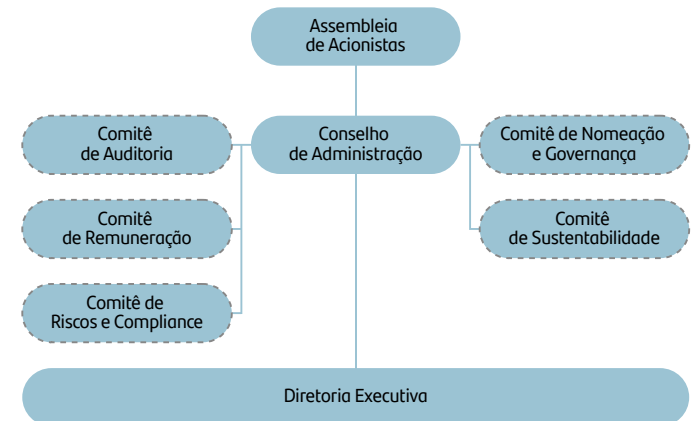 Assembleia
de Acionistas
Comitê
de Auditoria
Conselho
de Administração
Comitê de Nomeação
e Governança
Comitê
de Remuneração
Comitê
de Sustentabilidade
Comitê de
Riscos e Compliance
Diretoria Executiva